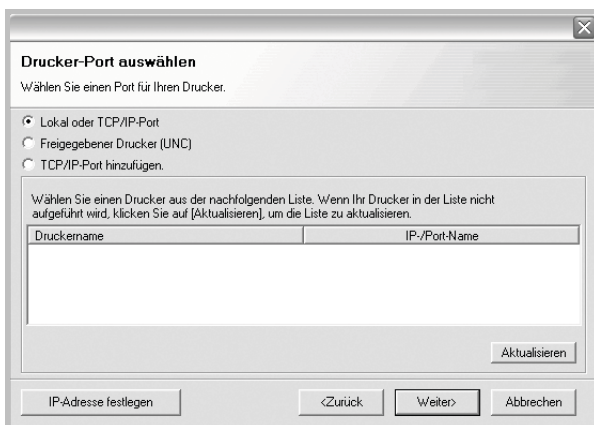 Drucker-Port auswählen
Wählen Sie einen Port für Ihren Drucker.
Lokal oder TCP/IP-Port
Freigegebener Drucker (UNC)
TCP/IP-Port hinzufügen.
Wählen Sie einen Drucker aus der nachfolgenden Liste. Wenn Ihr Drucker in der Liste nicht
aufgeführt wird, klicken Sie auf [Aktualisieren], um die Liste zu aktualisieren.
Druckername IP-/Port-Name
Aktualisieren
IP-Adresse festlegen <Zurück Weiter> Abbrechen